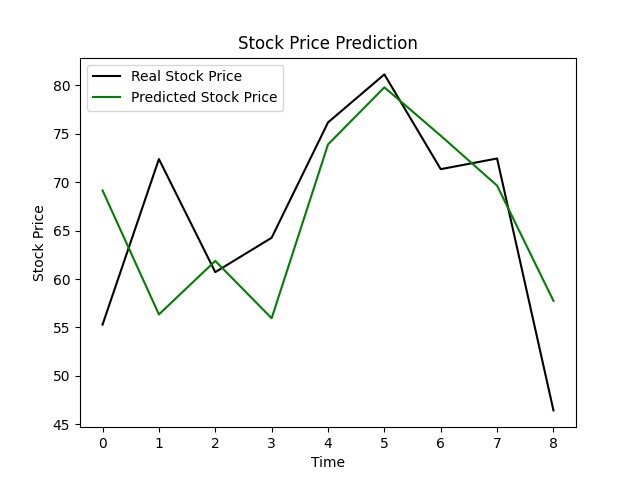 Stock Price Prediction
Real Stock Price
Predicted Stock Price
80
75
70
65
60
55
50
45
Stock Price
0 1 2 3 4 5 6 7 8
Time